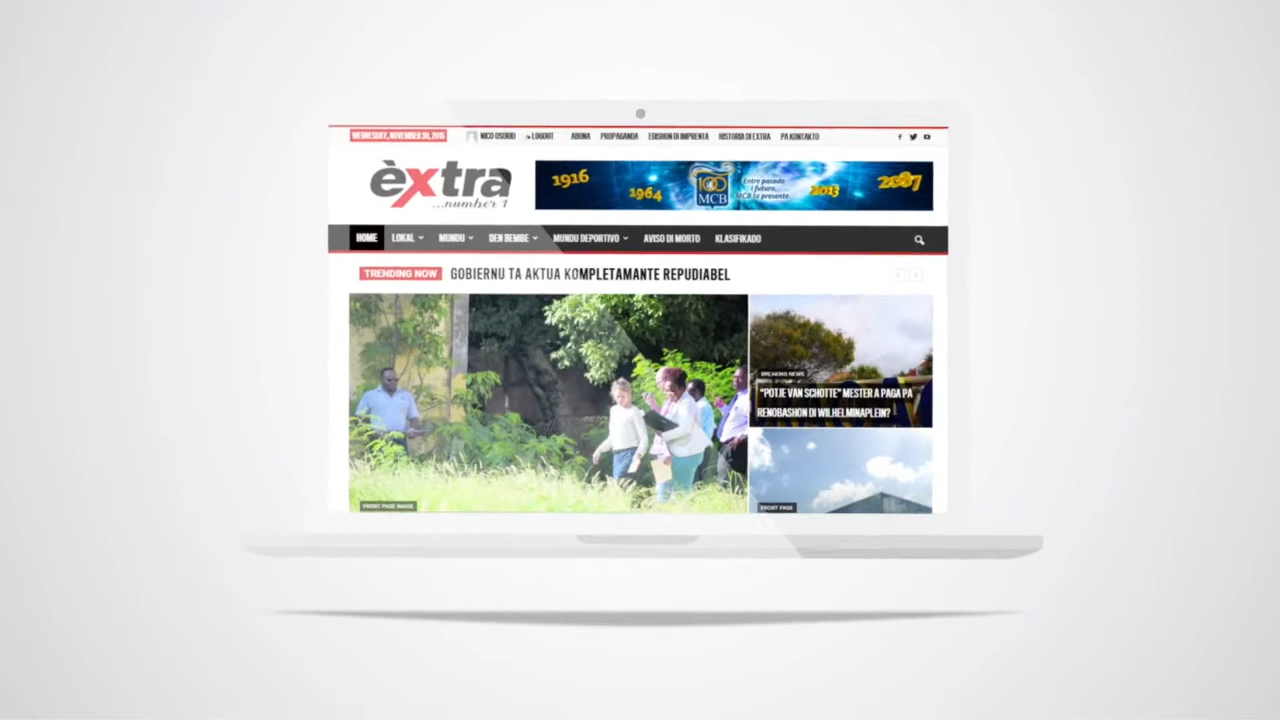 WEDNESDAY, NOVEMBER 30, 2016
NICO OSORIO LOGOUT ABONA PROPAGANDA EDISHON DI IMPRENTA HISTORIA DI EXTRA PA KONTAKTO
èxtra
...number 1
1916
1964
100
MCB
Entre pasado
i futuro,
MCB ta presente.
2013
HOME LOKAL MUNDU DEN BEMBE MUNDU DEPORTIVO AVISO DI MORTO KLASIFIKADO
TRENDING NOW GOBIERNU TA AKTUA KOMPLETAMANTE REPUDIABEL
BREAKING NEWS
"POTJE VAN SCHOTTE" MESTER A PAGA PA
RENOBASHON DI WILHELMINAPLEIN?
FRONT PAGE IMAGE
FRONT PAGE